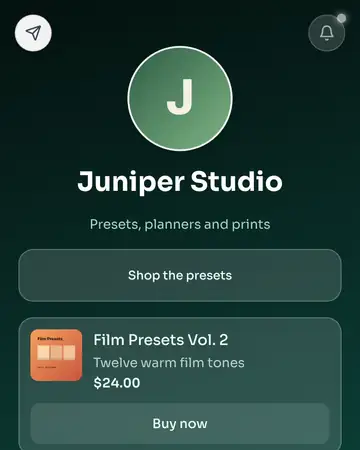 J
Juniper Studio
Presets, planners and prints
Shop the presets
Film Presets
Film Presets Vol. 2
Twelve warm film tones
$24.00
Buy now